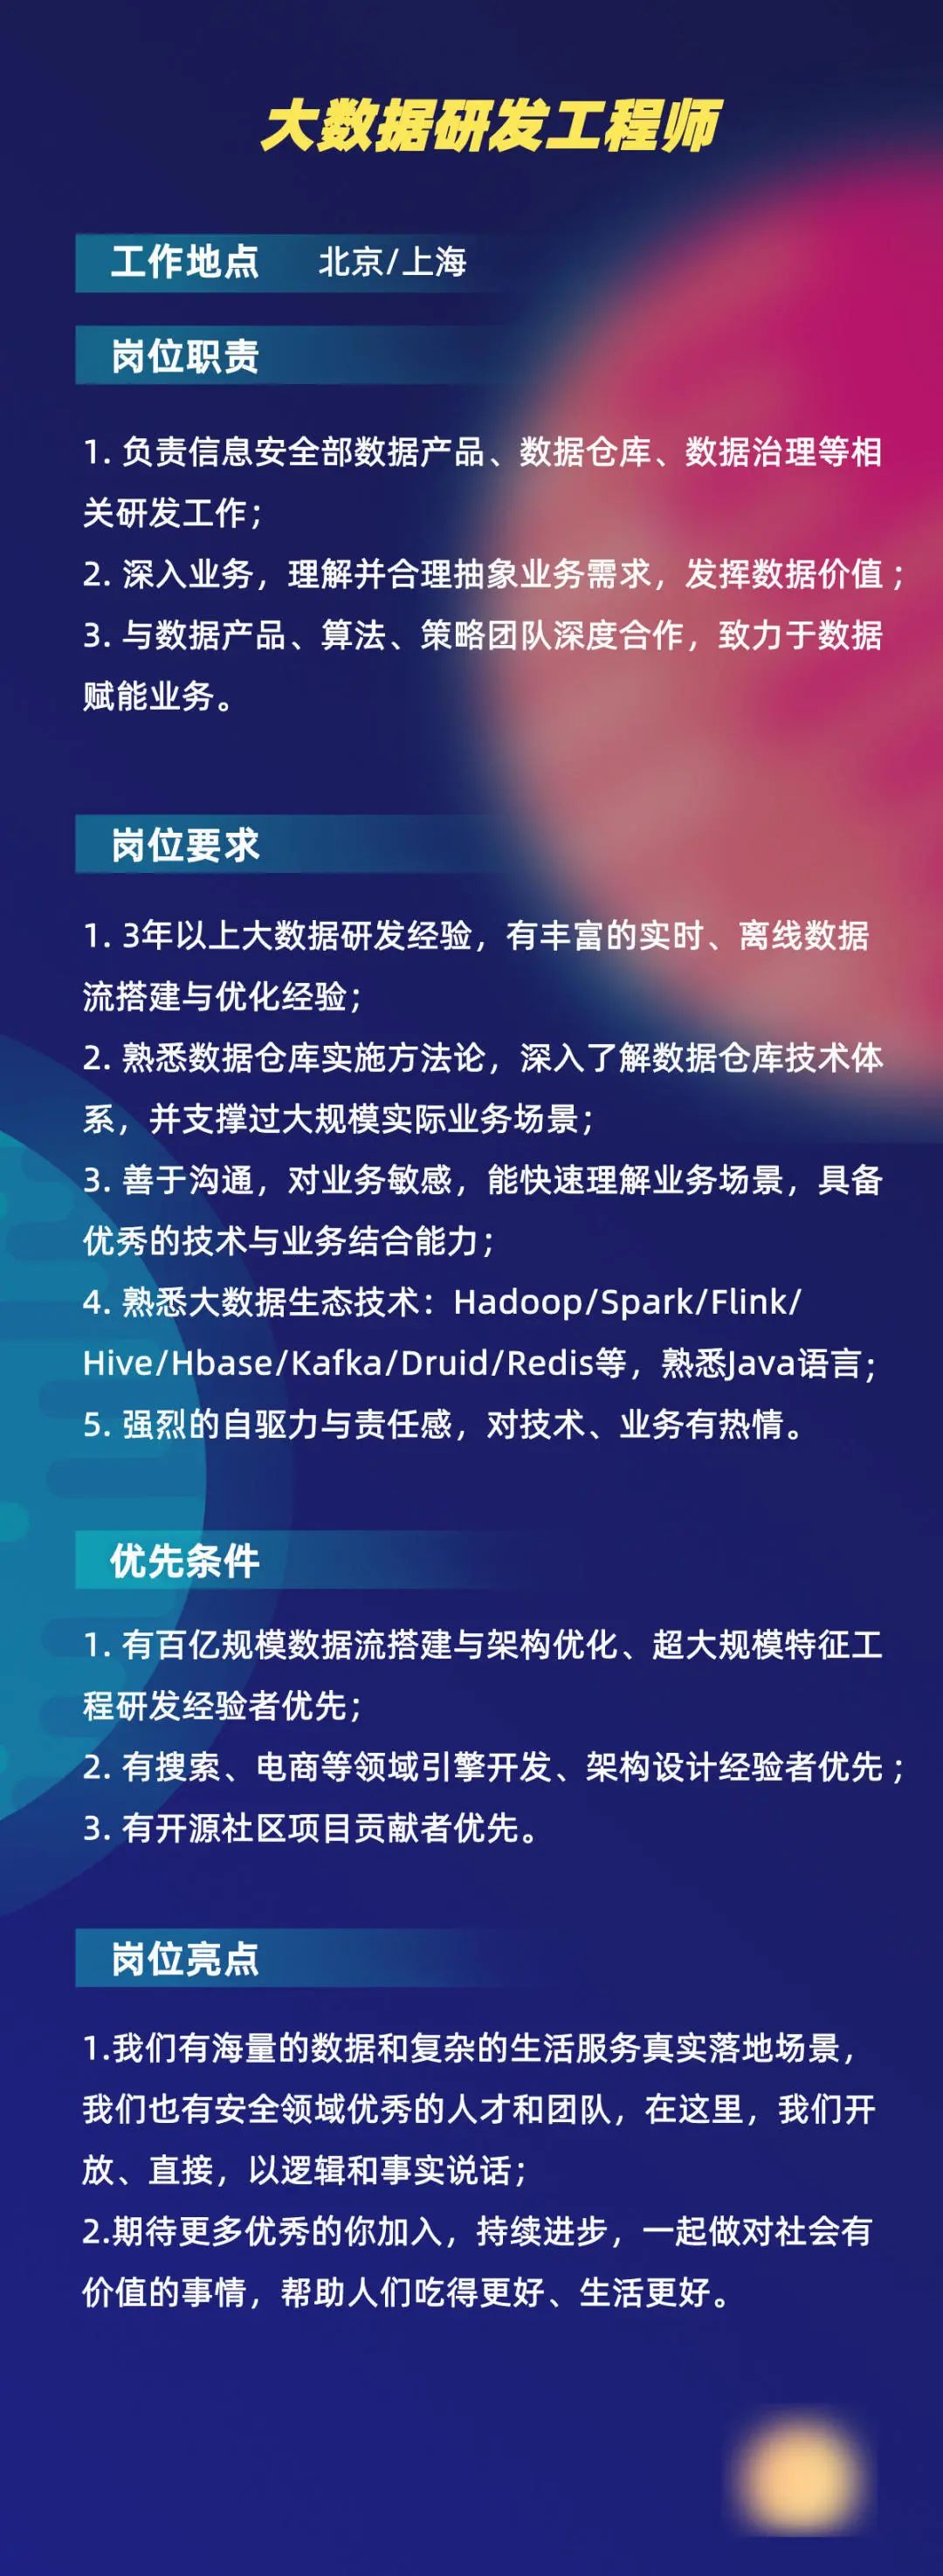 大数据研发工程师
工作地点 北京/上海
岗位职责
1. 负责信息安全部数据产品、数据仓库、数据治理等相
关研发工作；
2. 深入业务，理解并合理抽象业务需求，发挥数据价值；
3. 与数据产品、算法、策略团队深度合作，致力于数据
赋能业务。
岗位要求
1. 3年以上大数据研发经验，有丰富的实时、离线数据
流搭建与优化经验；
2. 熟悉数据仓库实施方法论，深入了解数据仓库技术体
系，并支撑过大规模实际业务场景；
3. 善于沟通，对业务敏感，能快速理解业务场景，具备
优秀的技术与业务结合能力；
4. 熟悉大数据生态技术：Hadoop/Spark/Flink/
Hive/Hbase/Kafka/Druid/Redis等，熟悉Java语言；
5. 强烈的自驱力与责任感，对技术、业务有热情。
优先条件
1. 有百亿规模数据流搭建与架构优化、超大规模特征工
程研发经验者优先；
2. 有搜索、电商等领域引擎开发、架构设计经验者优先；
3. 有开源社区项目贡献者优先。
岗位亮点
1.我们有海量的数据和复杂的生活服务真实落地场景，
我们也有安全领域优秀的人才和团队，在这里，我们开
放、直接，以逻辑和事实说话；
2.期待更多优秀的你加入，持续进步，一起做对社会有
价值的事情，帮助人们吃得更好、生活更好。